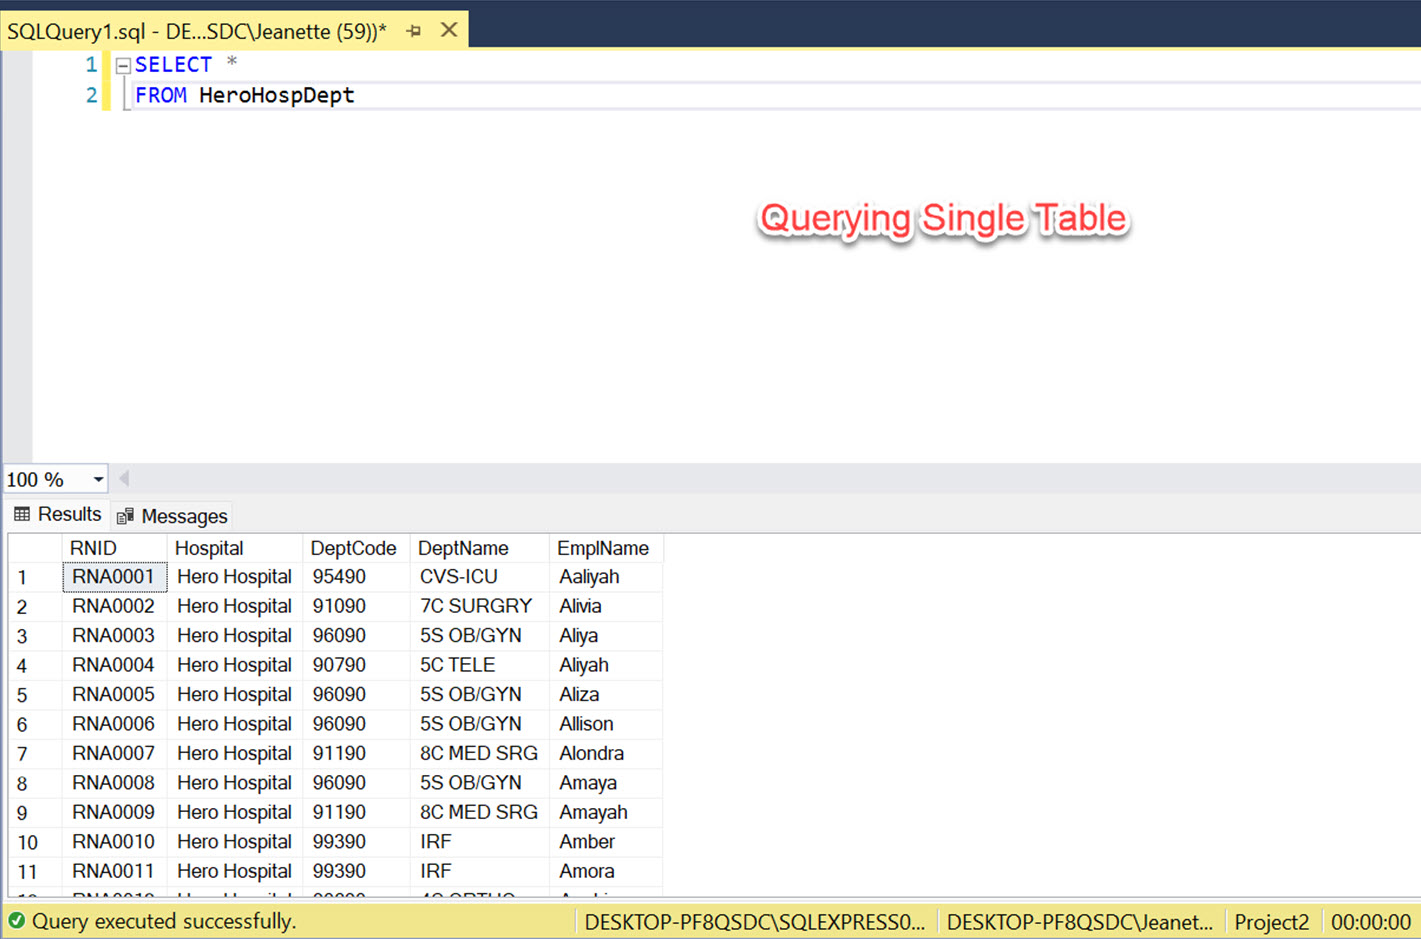 SQLQuery1.sql - DE...SDC\Jeanette (59))*
1 SELECT *
2 FROM HeroHospDept
Querying Single Table
100 %
Results Messages
RNID Hospital DeptCode DeptName EmplName
1 RNA0001 Hero Hospital 95490 CVS-ICU Aaliyah
2 RNA0002 Hero Hospital 91090 7C SURGRY Alivia
3 RNA0003 Hero Hospital 96090 5S OB/GYN Aliya
4 RNA0004 Hero Hospital 90790 5C TELE Aliyah
5 RNA0005 Hero Hospital 96090 5S OB/GYN Aliza
6 RNA0006 Hero Hospital 96090 5S OB/GYN Allison
7 RNA0007 Hero Hospital 91190 8C MED SRG Alondra
8 RNA0008 Hero Hospital 96090 5S OB/GYN Amaya
9 RNA0009 Hero Hospital 91190 8C MED SRG Amayah
10 RNA0010 Hero Hospital 99390 IRF Amber
11 RNA0011 Hero Hospital 99390 IRF Amora
Query executed successfully. DESKTOP-PF8QSDC\SQLEXPRESS0... DESKTOP-PF8QSDC\Jeanet... Project2 00:00:00